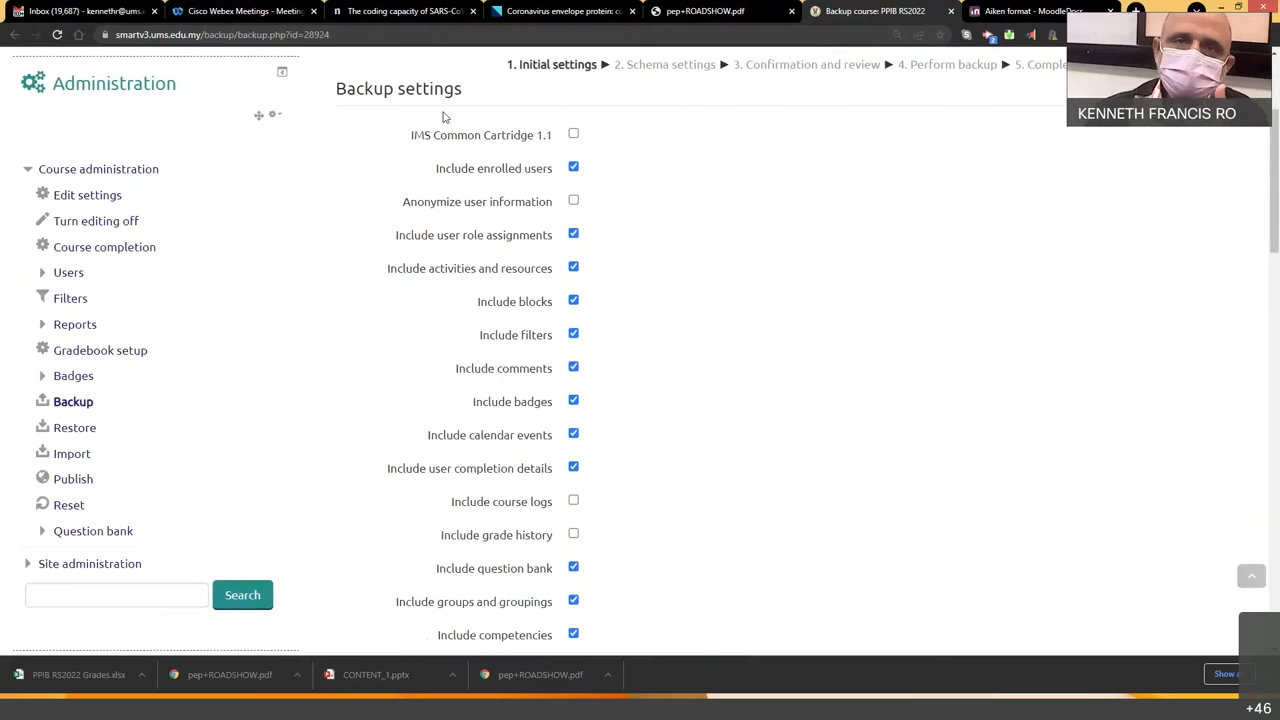 Inbox (19,687) - kenneth@ums.e
Cisco Webex Meetings - Meeting
The coding capacity of SARS-Co
Coronavirus envelope protein: cu
pep+ROADSHOW.pdf
Backup course: PPIB RS2022
Aiken format - MoodleDocs
smartv3.ums.edu.my/backup/backup.php?id=28924
KENNETH FRANCIS RO
Administration
Course administration
Edit settings
Turn editing off
Course completion
Users
Filters
Reports
Gradebook setup
Badges
Backup
Restore
Import
Publish
Reset
Question bank
Site administration
Search
1. Initial settings ► 2. Schema settings ► 3. Confirmation and review ► 4. Perform backup ► 5. Comple
Backup settings
IMS Common Cartridge 1.1
Include enrolled users
Anonymize user information
Include user role assignments
Include activities and resources
Include blocks
Include filters
Include comments
Include badges
Include calendar events
Include user completion details
Include course logs
Include grade history
Include question bank
Include groups and groupings
Include competencies
PPIB RS2022 Grades.xlsx
pep+ROADSHOW.pdf
CONTENT_1.pptx
pep+ROADSHOW.pdf
Show a
+46